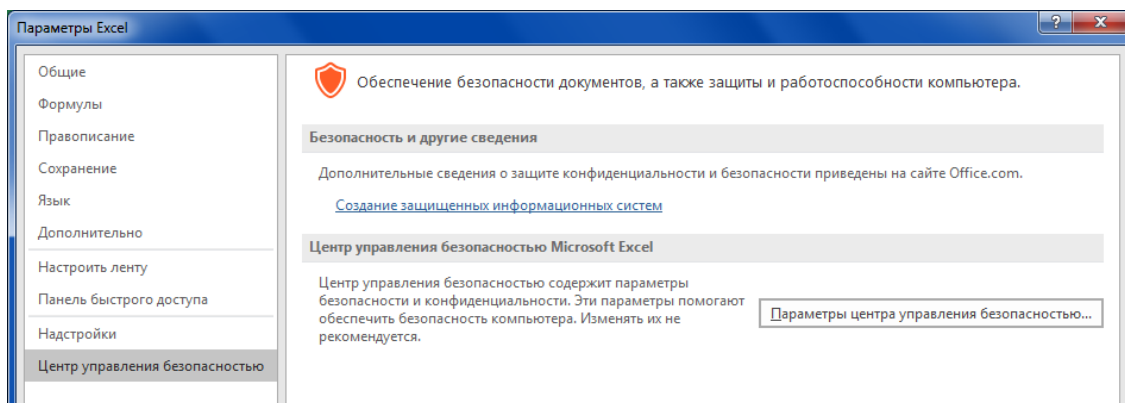 Параметры Excel
?
x
Общие
Формулы
Правописание
Сохранение
Язык
Дополнительно
Настроить ленту
Панель быстрого доступа
Надстройки
Центр управления безопасностью
Обеспечение безопасности документов, а также защиты и работоспособности компьютера.
Безопасность и другие сведения
Дополнительные сведения о защите конфиденциальности и безопасности приведены на сайте Office.com.
Создание защищенных информационных систем
Центр управления безопасностью Microsoft Excel
Центр управления безопасностью содержит параметры
безопасности и конфиденциальности. Эти параметры помогают
обеспечить безопасность компьютера. Изменять их не
рекомендуется.
Параметры центра управления безопасностью...